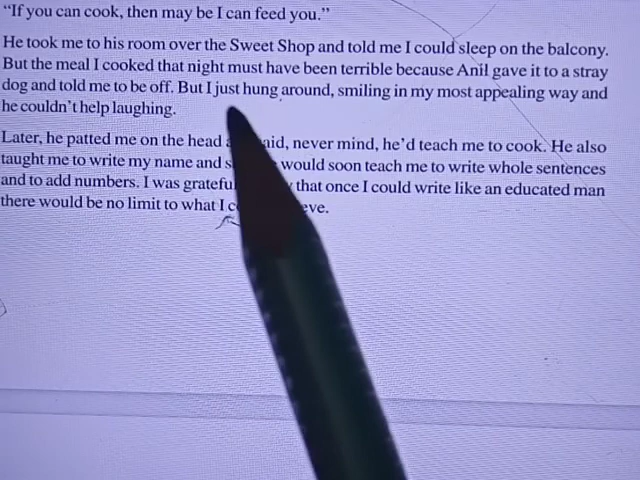 “If you can cook, then may be I can feed you.”
He took me to his room over the Sweet Shop and told me I could sleep on the balcony.
But the meal I cooked that night must have been terrible because Anil gave it to a stray
dog and told me to be off. But I just hung around, smiling in my most appealing way and
he couldn’t help laughing.
Later, he patted me on the head never mind, he’d teach me to cook. He also
taught me to write my name and would soon teach me to write whole sentences
and to add numbers. I was that once I could write like an educated man
there would be no limit to what I